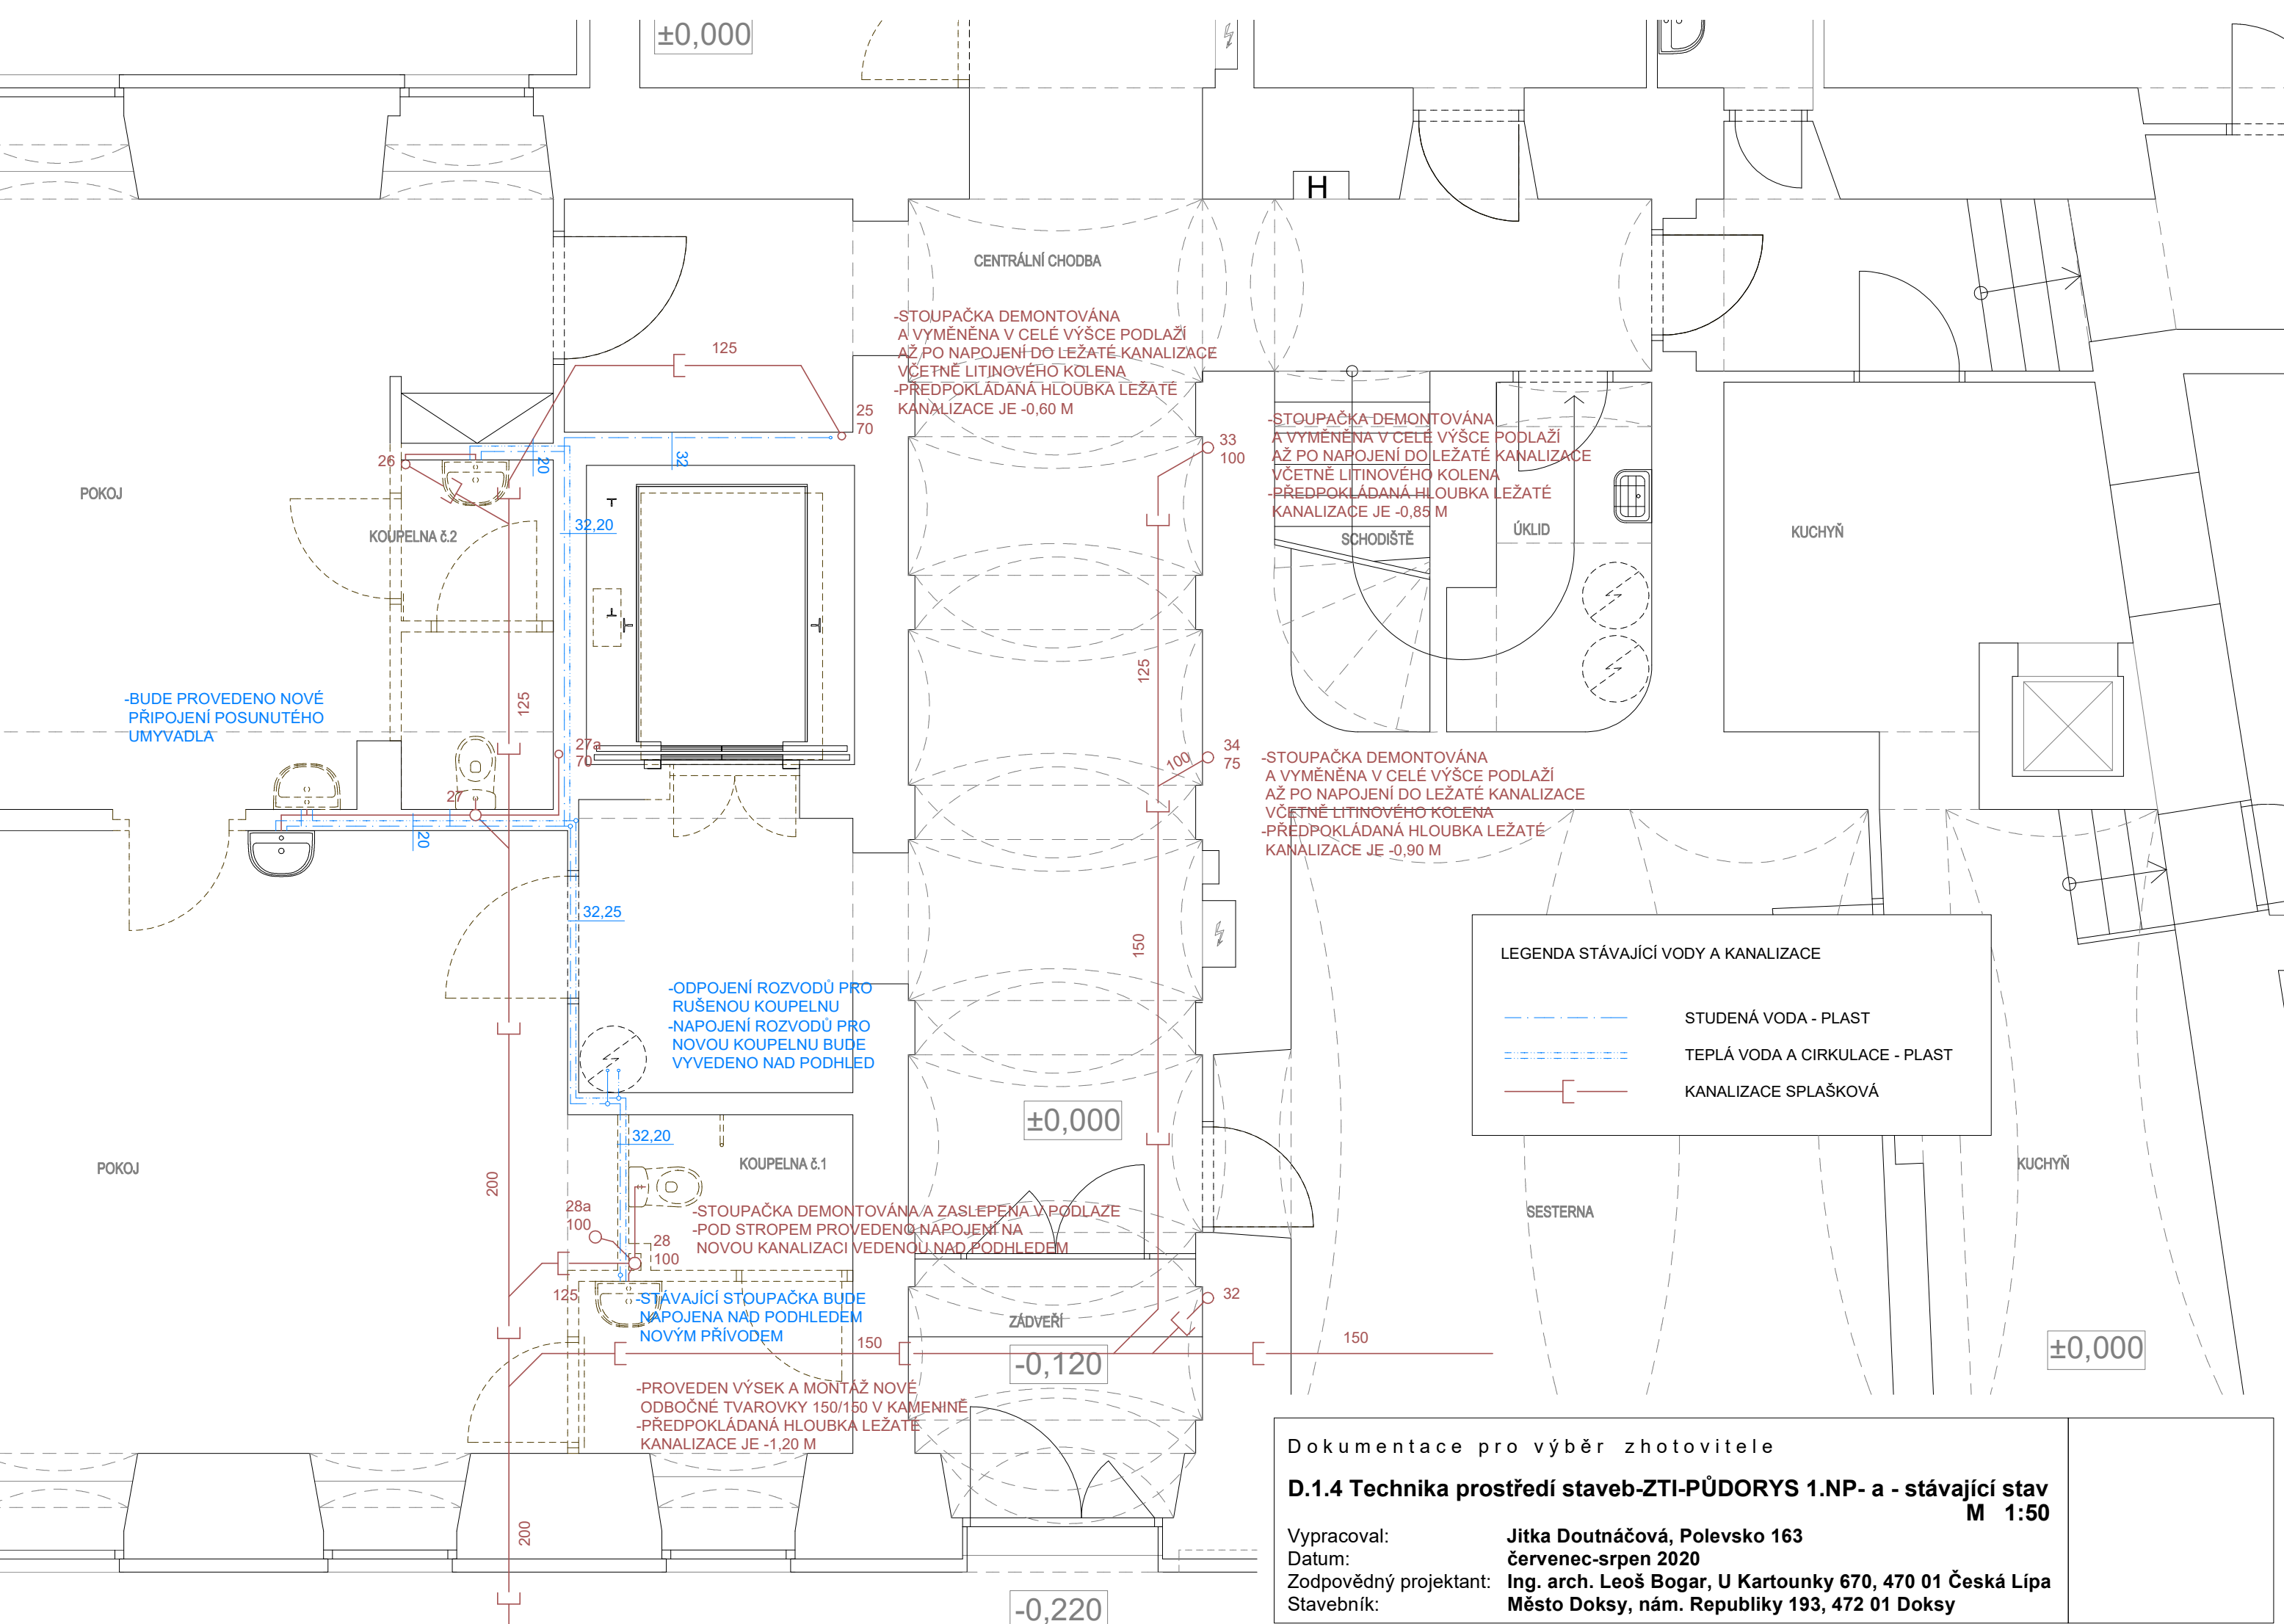 ±0,000
H
CENTRÁLNÍ CHODBA
-STOUPAČKA DEMONTOVÁNA
A VYMĚNĚNA V CELÉ VÝŠCE PODLAŽÍ
AŽ PO NAPOJENÍ DO LEŽATÉ KANALIZACE
VČETNĚ LITINOVÉHO KOLENA
-PŘEDPOKLÁDANÁ HLOUBKA LEŽATÉ
KANALIZACE JE -0,60 M
125
25
70
-STOUPAČKA DEMONTOVÁNA
A VYMĚNĚNA V CELÉ VÝŠCE PODLAŽÍ
AŽ PO NAPOJENÍ DO LEŽATÉ KANALIZACE
VČETNĚ LITINOVÉHO KOLENA
-PŘEDPOKLÁDANÁ HLOUBKA LEŽATÉ
KANALIZACE JE -0,85 M
33
100
26
20
32
POKOJ
KOUPELNA č.2
32,20
SCHODIŠTĚ
ÚKLID
KUCHYŇ
125
125
-BUDE PROVEDENO NOVÉ
PŘIPOJENÍ POSUNUTÉHO
UMYVADLA
27a
70
27
20
34
75
100
-STOUPAČKA DEMONTOVÁNA
A VYMĚNĚNA V CELÉ VÝŠCE PODLAŽÍ
AŽ PO NAPOJENÍ DO LEŽATÉ KANALIZACE
VČETNĚ LITINOVÉHO KOLENA
-PŘEDPOKLÁDANÁ HLOUBKA LEŽATÉ
KANALIZACE JE -0,90 M
32,25
150
LEGENDA STÁVAJÍCÍ VODY A KANALIZACE
STUDENÁ VODA - PLAST
TEPLÁ VODA A CIRKULACE - PLAST
KANALIZACE SPLAŠKOVÁ
-ODPOJENÍ ROZVODŮ PRO
RUŠENOU KOUPELNU
-NAPOJENÍ ROZVODŮ PRO
NOVOU KOUPELNU BUDE
VYVEDENO NAD PODHLED
±0,000
32,20
KOUPELNA č.1
POKOJ
200
KUCHYŇ
SESTERNA
28a
100
28
100
-STOUPAČKA DEMONTOVÁNA A ZASLEPENA V PODLAZE
-POD STROPEM PROVEDENO NAPOJENÍ NA
NOVOU KANALIZACI VEDENOU NAD PODHLEDEM
125
-STÁVAJÍCÍ STOUPAČKA BUDE
NAPOJENA NAD PODHLEDEM
NOVÝM PŘÍVODEM
32
ZÁDVEŘÍ
150
150
-0,120
±0,000
-PROVEDEN VÝSEK A MONTÁŽ NOVÉ
ODBOČNÉ TVAROVKY 150/150 V KAMENINĚ
-PŘEDPOKLÁDANÁ HLOUBKA LEŽATÉ
KANALIZACE JE -1,20 M
200
-0,220
Dokumentace pro výběr zhotovitele
D.1.4 Technika prostředí staveb-ZTI-PŮDORYS 1.NP- a - stávající stav
M 1:50
Vypracoval: Jitka Doutnáčová, Polevsko 163
Datum: červenec-srpen 2020
Zodpovědný projektant: Ing. arch. Leoš Bogar, U Kartounky 670, 470 01 Česká Lípa
Stavebník: Město Doksy, nám. Republiky 193, 472 01 Doksy